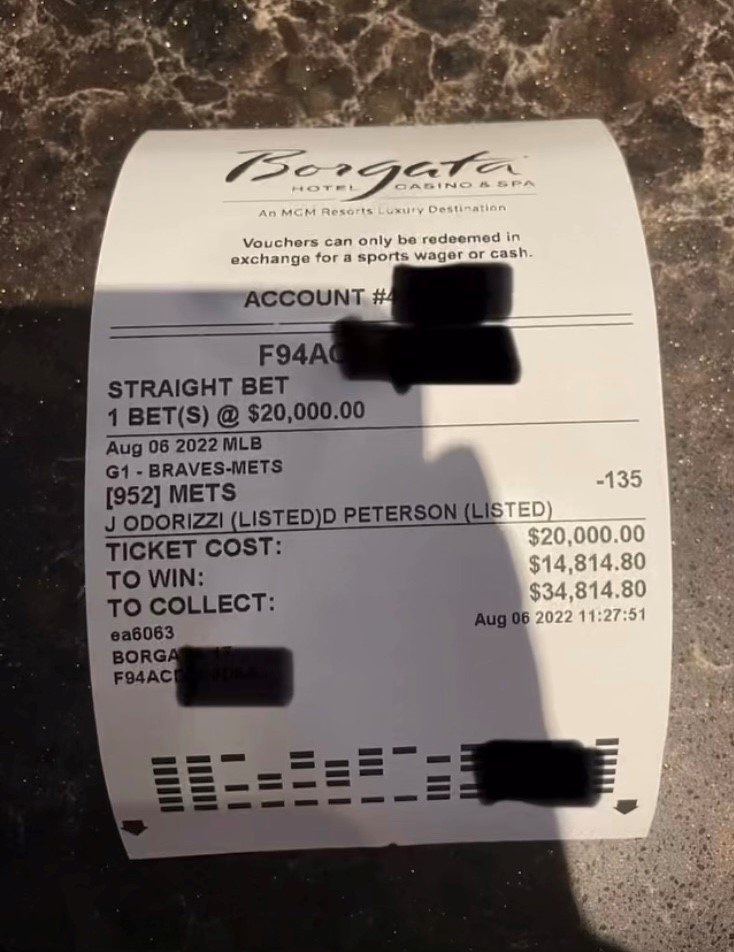 Borgata
HOTEL CASINO & SPA
An MGM Resorts Luxury Destination
Vouchers can only be redeemed in
exchange for a sports wager or cash.
ACCOUNT #4
F94AC
STRAIGHT BET
1 BET(S) @ $20,000.00
Aug 06 2022 MLB
G1 - BRAVES-METS
[952] METS -135
J ODORIZZI (LISTED)D PETERSON (LISTED)
TICKET COST: $20,000.00
TO WIN: $14,814.80
TO COLLECT: $34,814.80
ea6063 Aug 06 2022 11:27:51
BORGA 17
F94AC